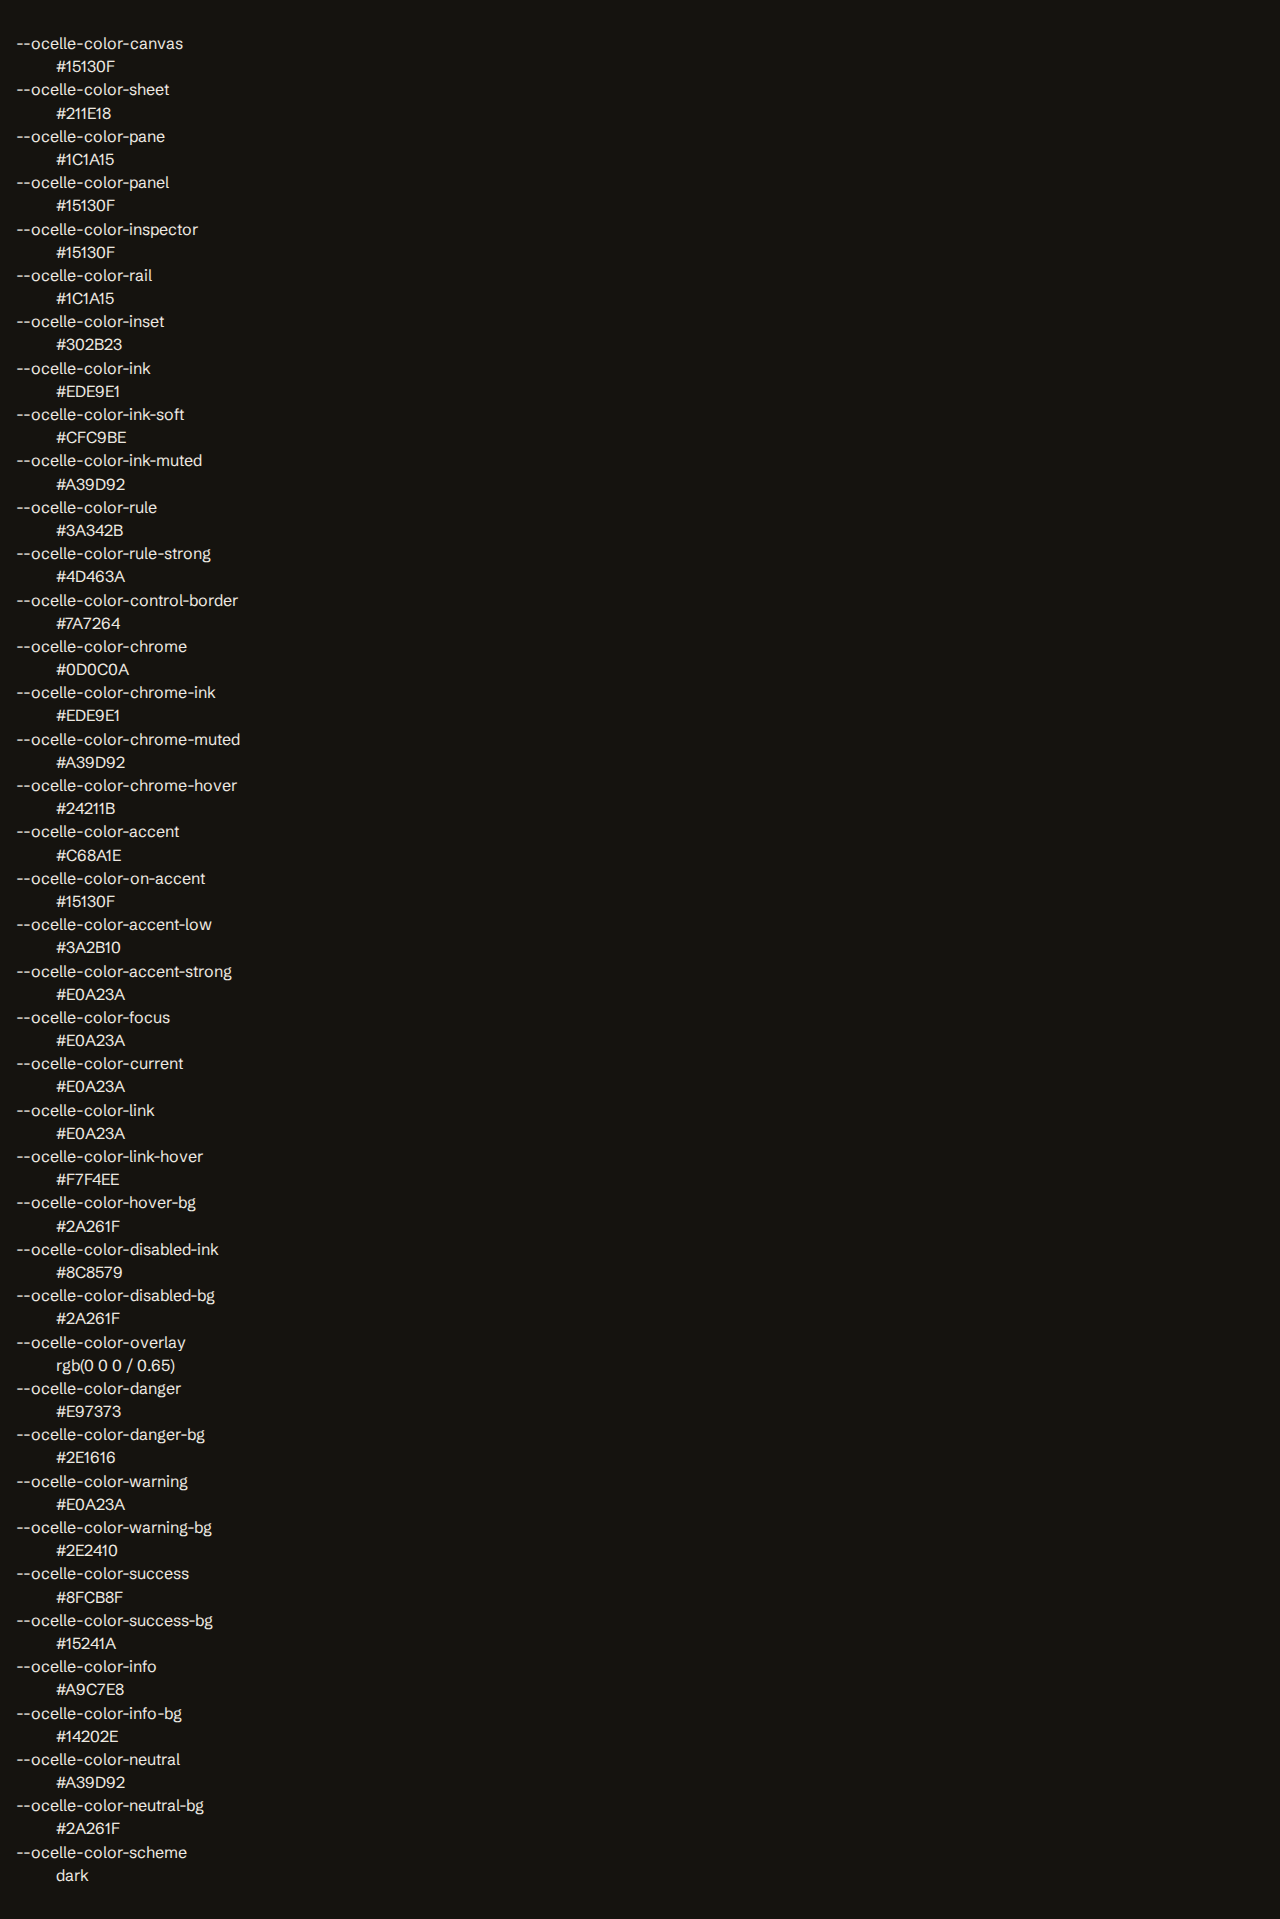 --ocelle-color-canvas
#15130F
--ocelle-color-sheet
#211E18
--ocelle-color-pane
#1C1A15
--ocelle-color-panel
#15130F
--ocelle-color-inspector
#15130F
--ocelle-color-rail
#1C1A15
--ocelle-color-inset
#302B23
--ocelle-color-ink
#EDE9E1
--ocelle-color-ink-soft
#CFC9BE
--ocelle-color-ink-muted
#A39D92
--ocelle-color-rule
#3A342B
--ocelle-color-rule-strong
#4D463A
--ocelle-color-control-border
#7A7264
--ocelle-color-chrome
#0D0C0A
--ocelle-color-chrome-ink
#EDE9E1
--ocelle-color-chrome-muted
#A39D92
--ocelle-color-chrome-hover
#24211B
--ocelle-color-accent
#C68A1E
--ocelle-color-on-accent
#15130F
--ocelle-color-accent-low
#3A2B10
--ocelle-color-accent-strong
#E0A23A
--ocelle-color-focus
#E0A23A
--ocelle-color-current
#E0A23A
--ocelle-color-link
#E0A23A
--ocelle-color-link-hover
#F7F4EE
--ocelle-color-hover-bg
#2A261F
--ocelle-color-disabled-ink
#8C8579
--ocelle-color-disabled-bg
#2A261F
--ocelle-color-overlay
rgb(0 0 0 / 0.65)
--ocelle-color-danger
#E97373
--ocelle-color-danger-bg
#2E1616
--ocelle-color-warning
#E0A23A
--ocelle-color-warning-bg
#2E2410
--ocelle-color-success
#8FCB8F
--ocelle-color-success-bg
#15241A
--ocelle-color-info
#A9C7E8
--ocelle-color-info-bg
#14202E
--ocelle-color-neutral
#A39D92
--ocelle-color-neutral-bg
#2A261F
--ocelle-color-scheme
dark